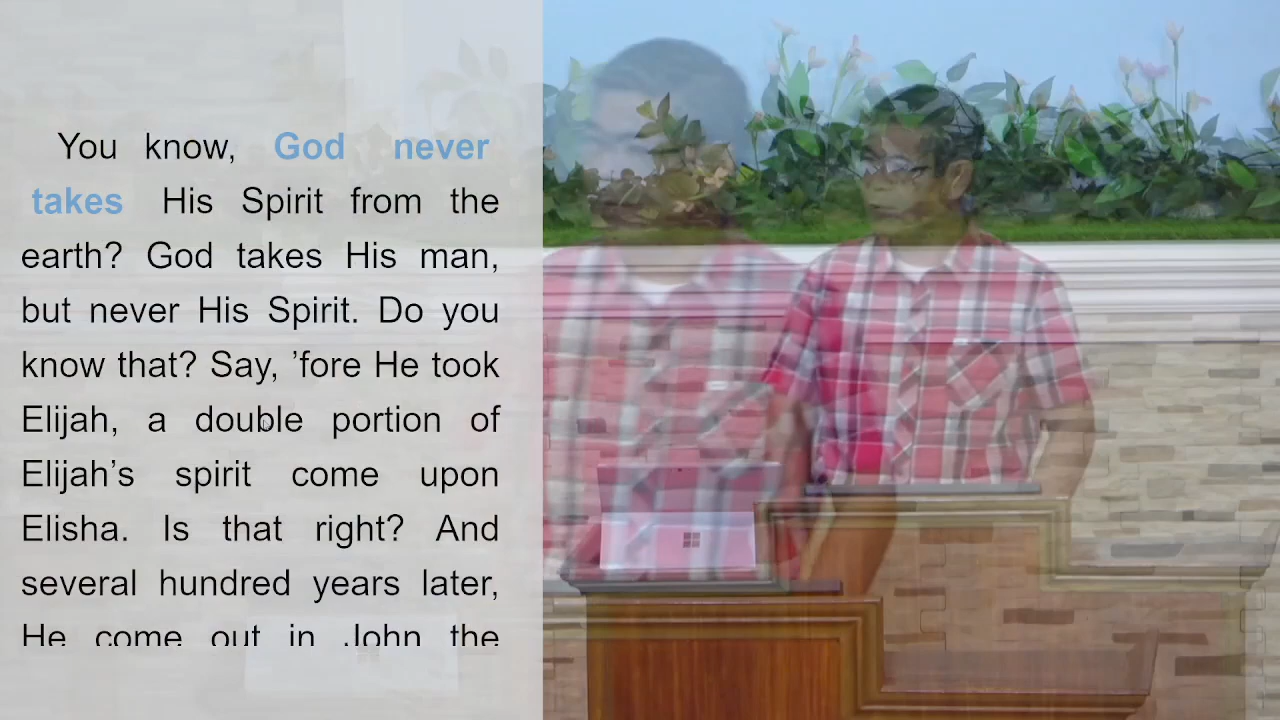 You know, God never
takes His Spirit from the
earth? God takes His man,
but never His Spirit. Do you
know that? Say, ’fore He took
Elijah, a double portion of
Elijah’s spirit come upon
Elisha. Is that right? And
several hundred years later,
He come out in John the